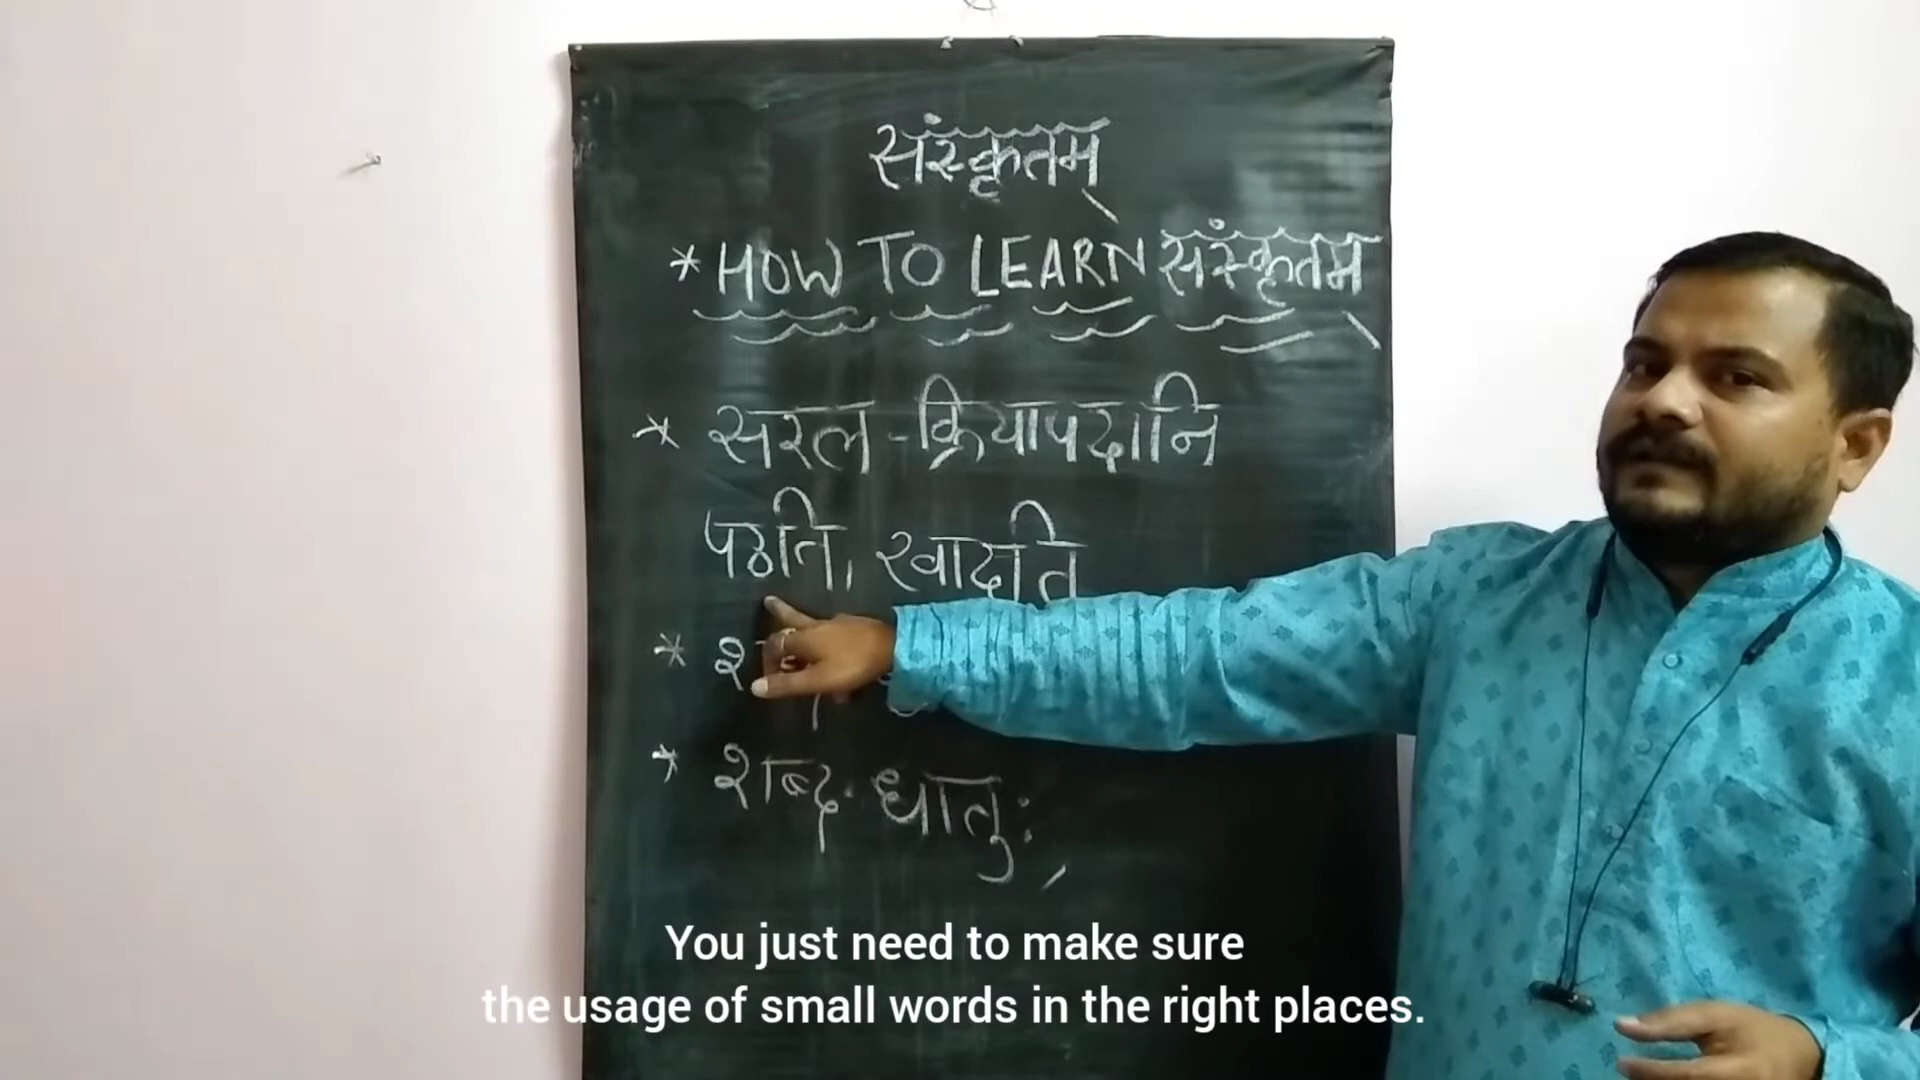 संस्कृतम्
* HOW TO LEARN संस्कृतम्
* सरल - क्रियापदानि
पठति, खादति
*
* शब्द धातुः,
You just need to make sure
the usage of small words in the right places.